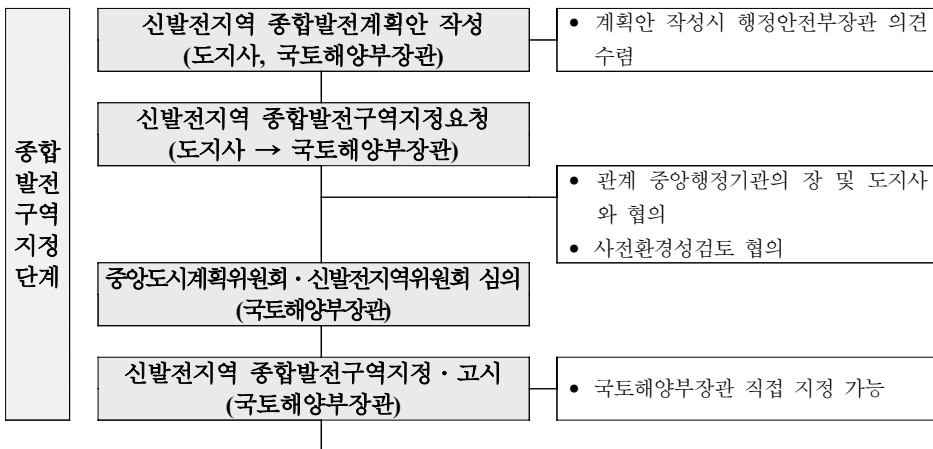 종합
발전
구역
지정
단계
신발전지역 종합발전계획안 작성
(도지사, 국토해양부장관)
• 계획안 작성시 행정안전부장관 의견
수렴
신발전지역 종합발전구역지정요청
(도지사 → 국토해양부장관)
• 관계 중앙행정기관의 장 및 도지사
와 협의
• 사전환경성검토 협의
중앙도시계획위원회·신발전지역위원회 심의
(국토해양부장관)
신발전지역 종합발전구역지정·고시
(국토해양부장관)
• 국토해양부장관 직접 지정 가능